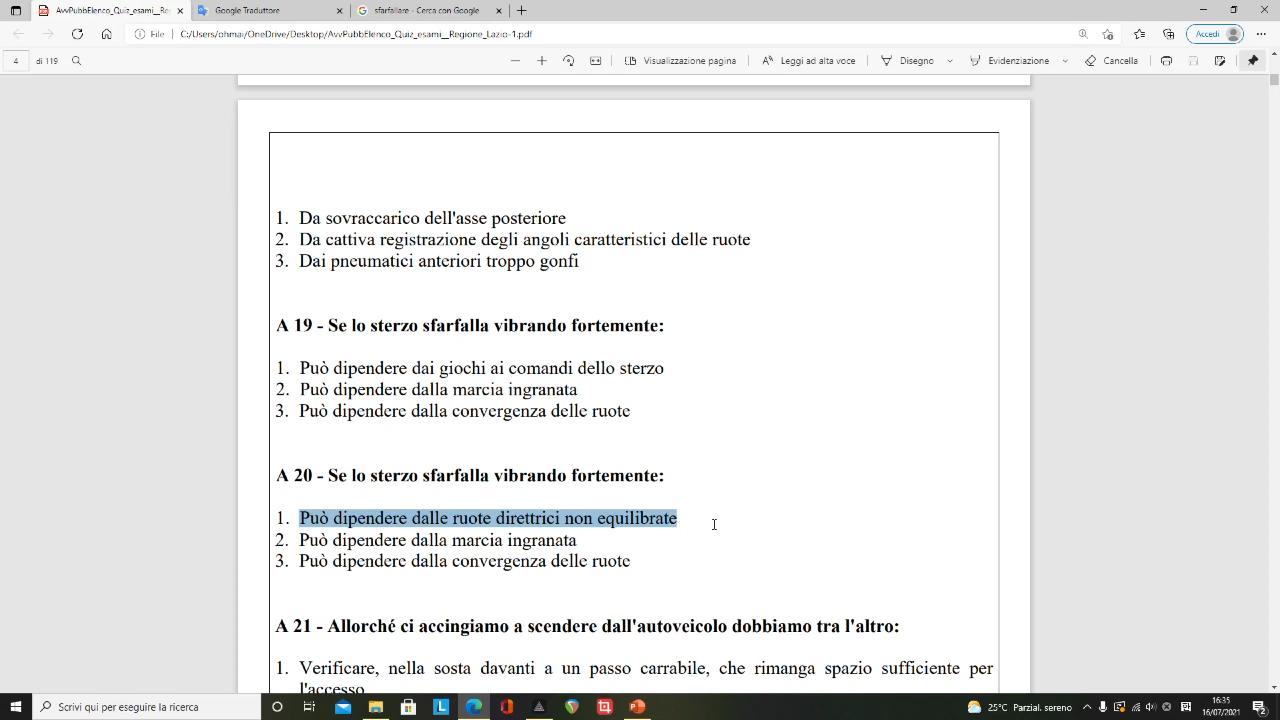 AvvPubbElenco_Quiz_esami__Re
Google Traduttore
sfarfallare - Cerca con Google
File
C:/Users/ohmai/OneDrive/Desktop/AvvPubbElenco_Quiz_esami__Regione_Lazio-1.pdf
Accedi
4 di 119
Visualizzazione pagina
Leggi ad alta voce
Disegno
Evidenziazione
Cancella
1. Da sovraccarico dell'asse posteriore
2. Da cattiva registrazione degli angoli caratteristici delle ruote
3. Dai pneumatici anteriori troppo gonfi
A 19 - Se lo sterzo sfarfalla vibrando fortemente:
1. Può dipendere dai giochi ai comandi dello sterzo
2. Può dipendere dalla marcia ingranata
3. Può dipendere dalla convergenza delle ruote
A 20 - Se lo sterzo sfarfalla vibrando fortemente:
1. Può dipendere dalle ruote direttrici non equilibrate
2. Può dipendere dalla marcia ingranata
3. Può dipendere dalla convergenza delle ruote
A 21 - Allorché ci accingiamo a scendere dall'autoveicolo dobbiamo tra l'altro:
1. Verificare, nella sosta davanti a un passo carrabile, che rimanga spazio sufficiente per
l'accesso
Scrivi qui per eseguire la ricerca
25°C Parzial. sereno
16:35
16/07/2021
2